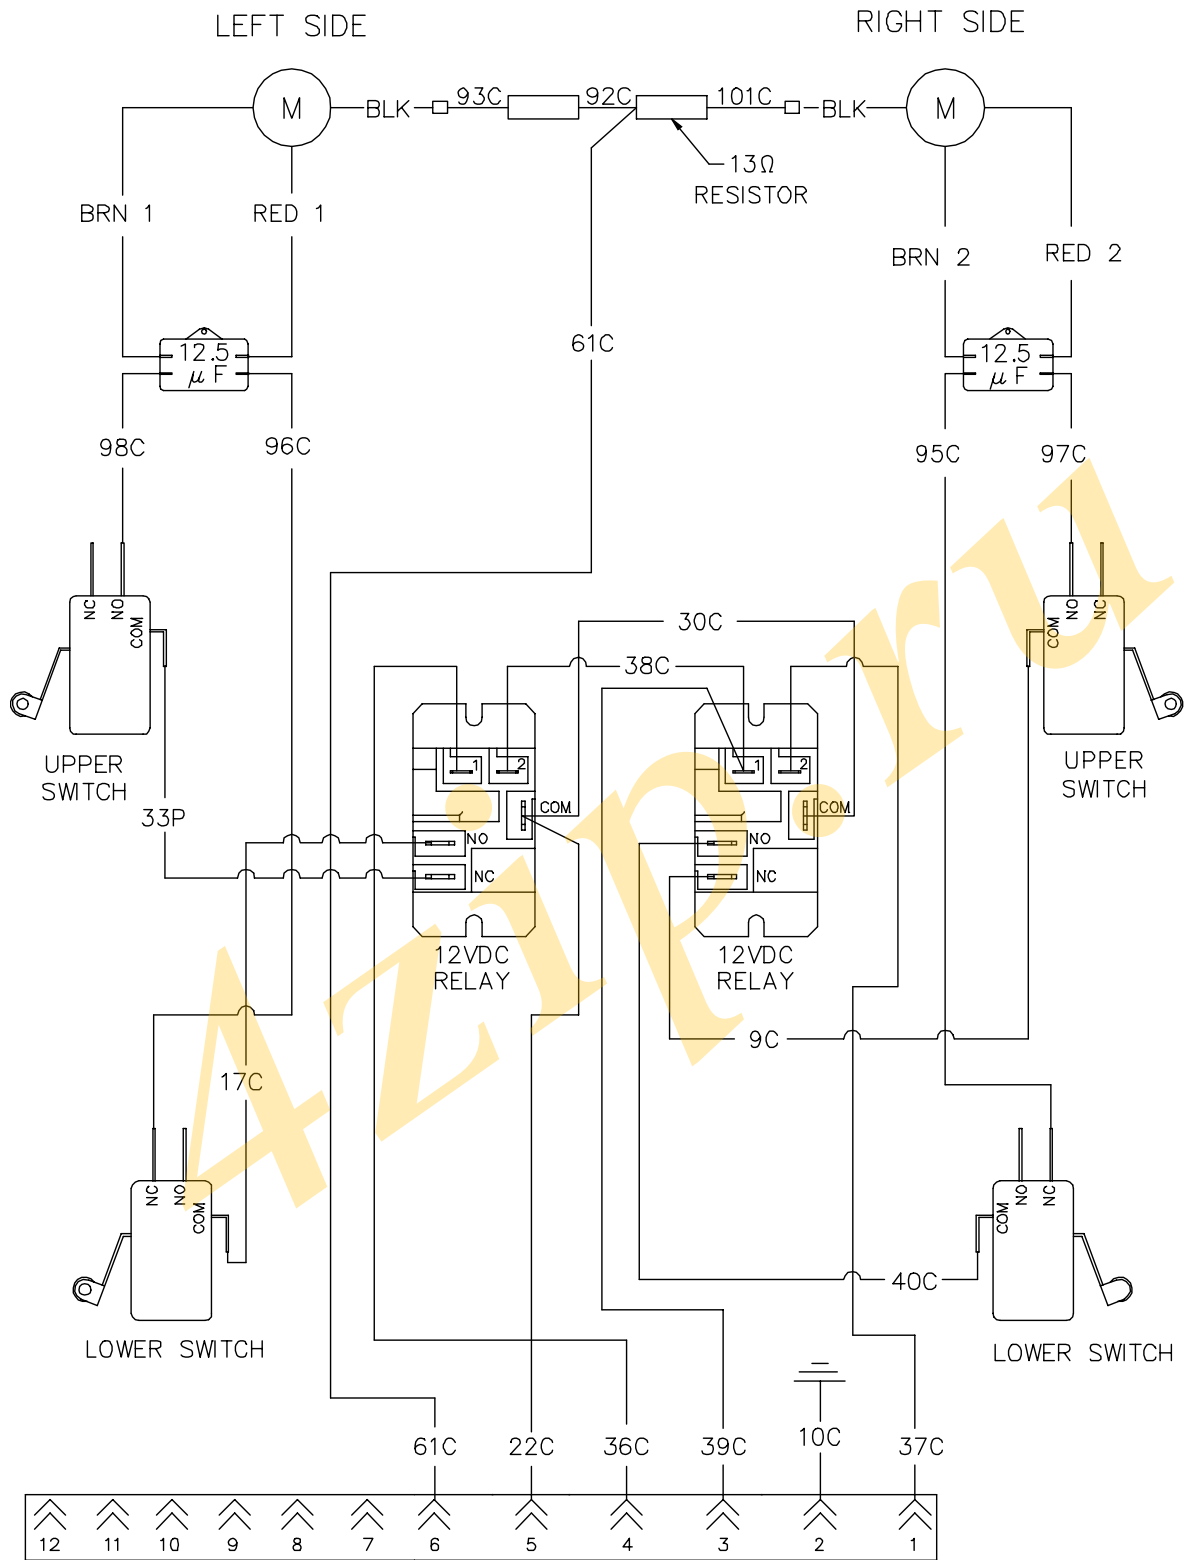 LEFT SIDE
RIGHT SIDE
M
BLK
93C
92C
101C
BLK
M
13Ω
RESISTOR
BRN 1
RED 1
BRN 2
RED 2
61C
12.5
µF
12.5
µF
98C
96C
95C
97C
NC
NO
COM
UPPER
SWITCH
30C
38C
NO
NC
COM
UPPER
SWITCH
1
2
COM
NO
NC
12VDC
RELAY
1
2
COM
NO
NC
12VDC
RELAY
33P
9C
17C
NC
NO
COM
LOWER SWITCH
NO
NC
COM
40C
LOWER SWITCH
61C
22C
36C
39C
10C
37C
12
11
10
9
8
7
6
5
4
3
2
1
4zip.ru